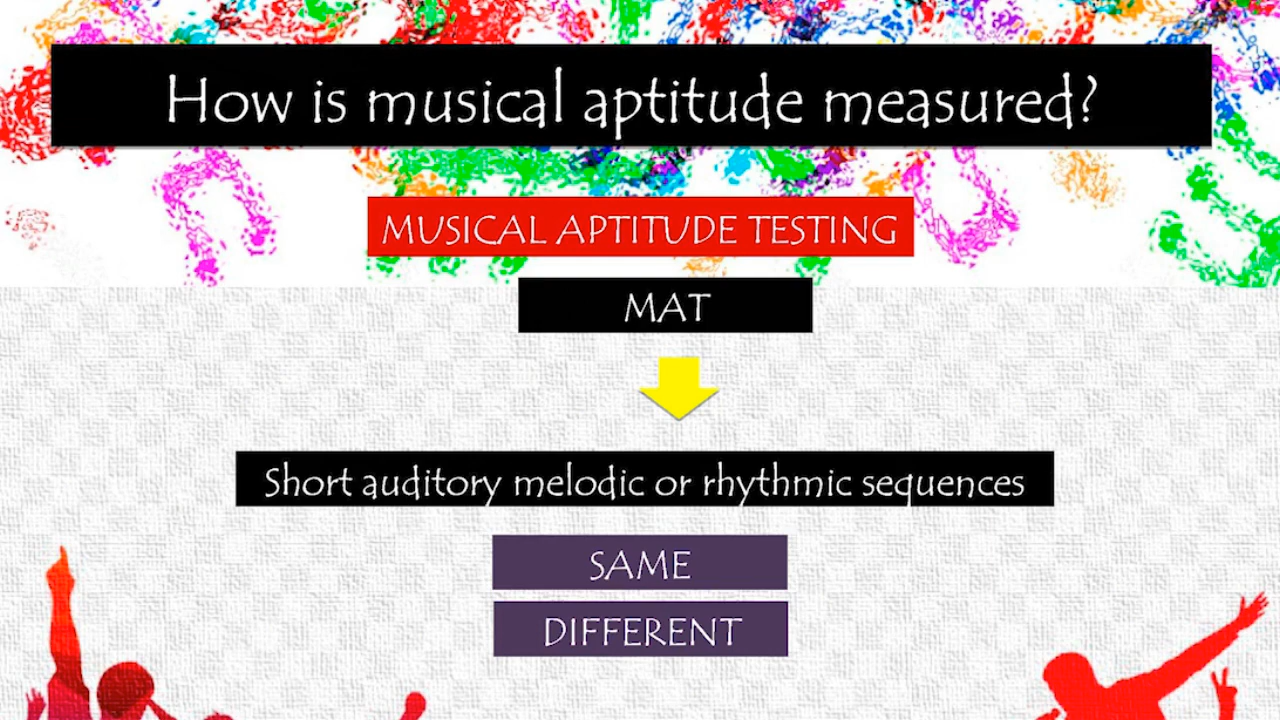 How is musical aptitude measured?
MUSICAL APTITUDE TESTING
MAT
Short auditory melodic or rhythmic sequences
SAME
DIFFERENT